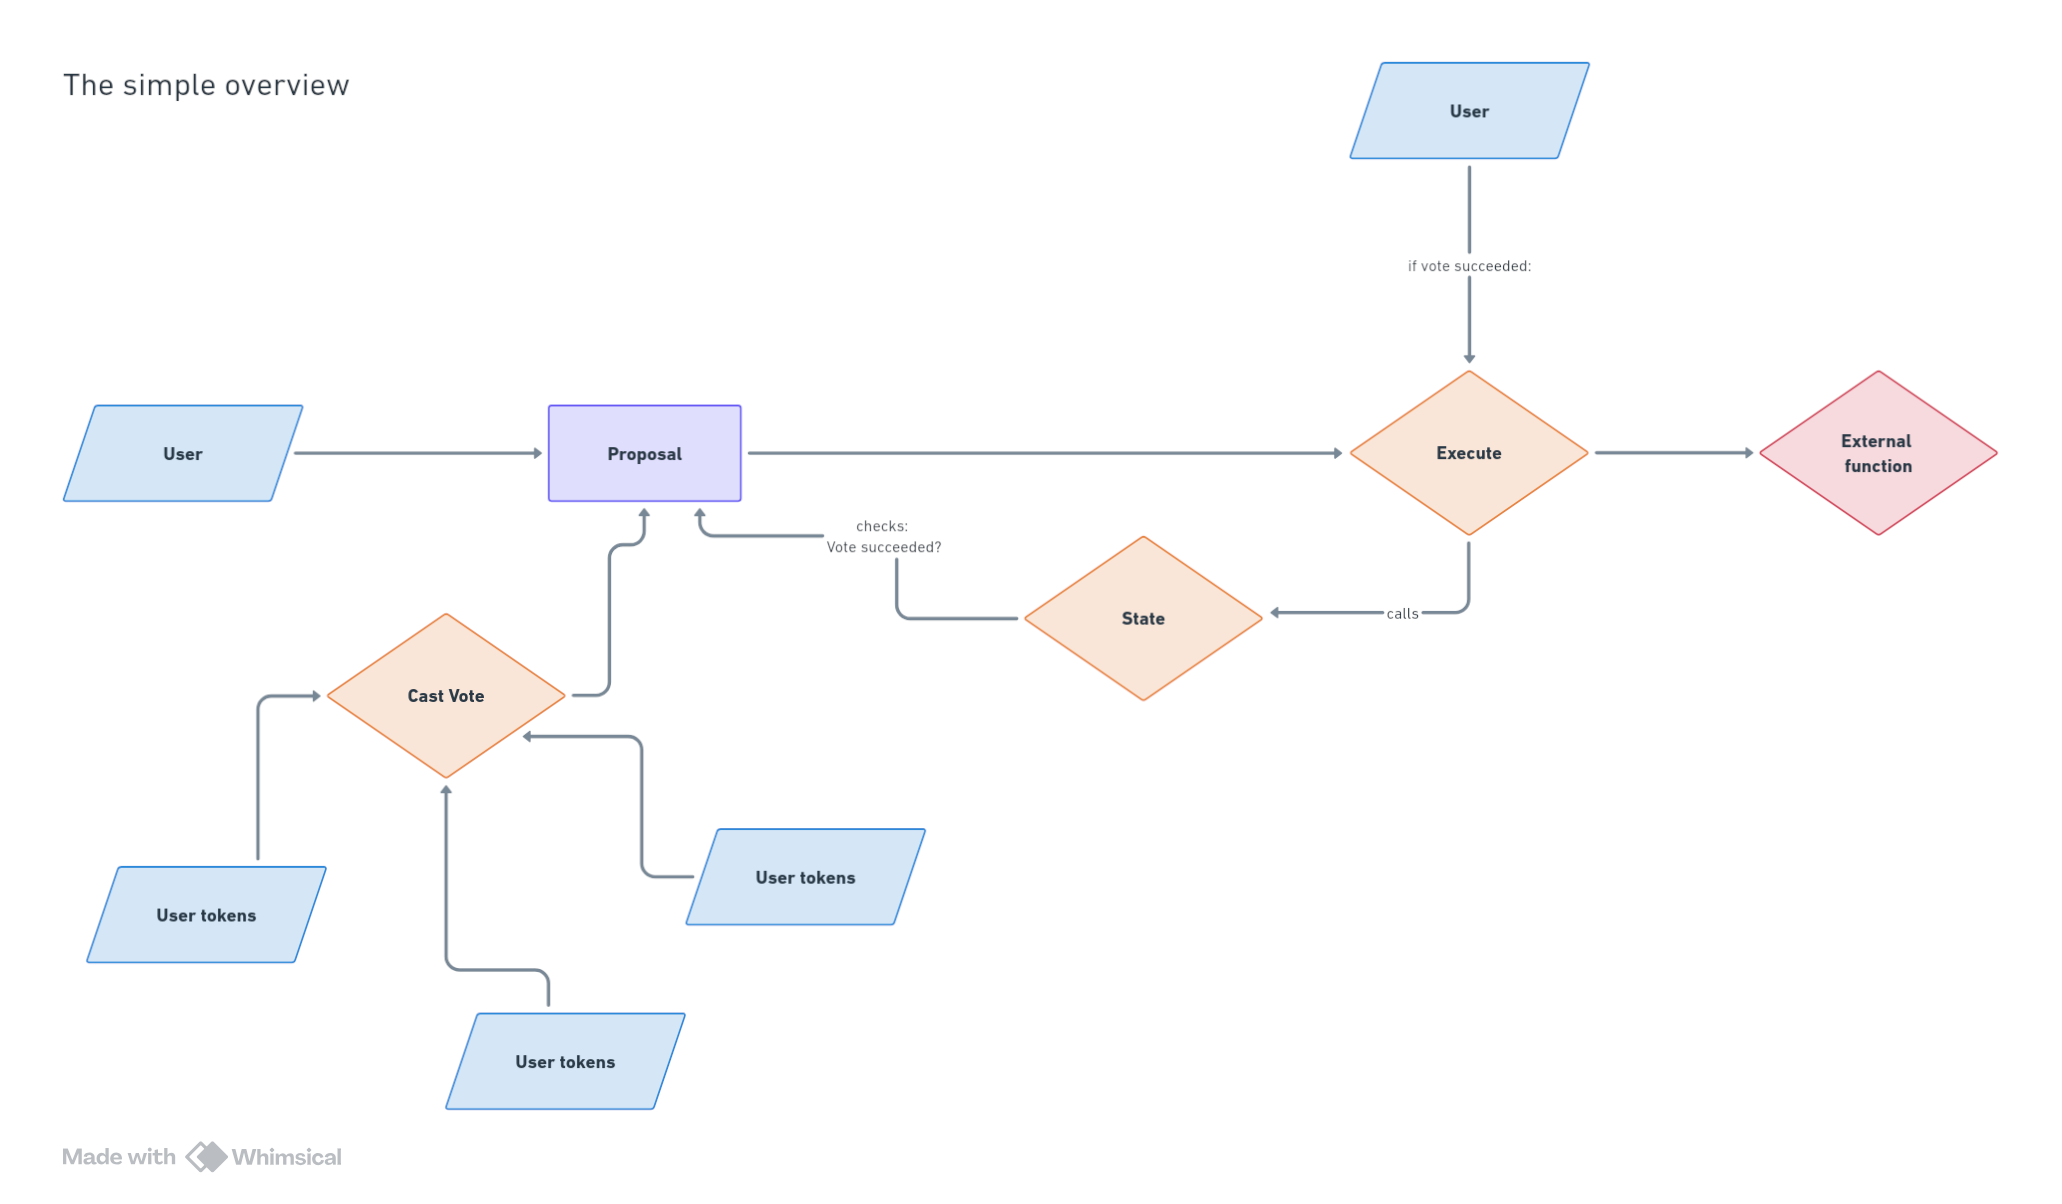 The simple overview
User
if vote succeeded:
User
Proposal
Execute
External
function
checks:
Vote succeeded?
State
calls
Cast Vote
User tokens
User tokens
User tokens
Made with Whimsical